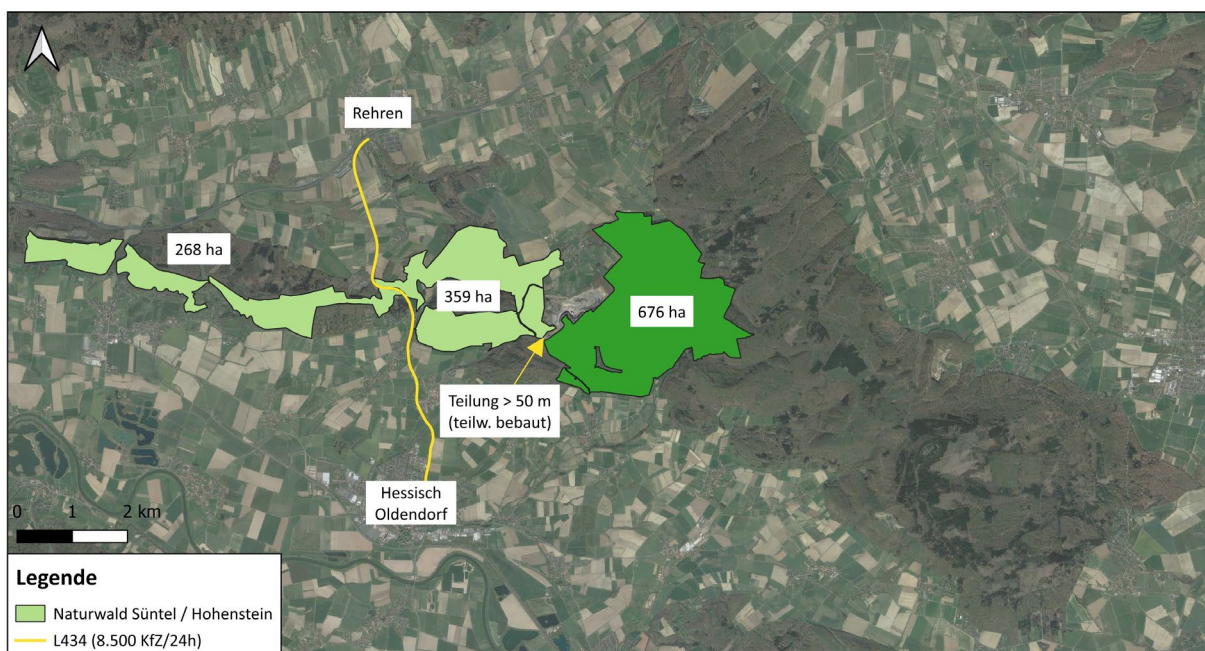 Rehren
268 ha
359 ha
676 ha
Teilung > 50 m
(teilw. bebaut)
Hessisch
Oldendorf
0 1 2 km
Legende
Naturwald Süntel / Hohenstein
L434 (8.500 KfZ/24h)